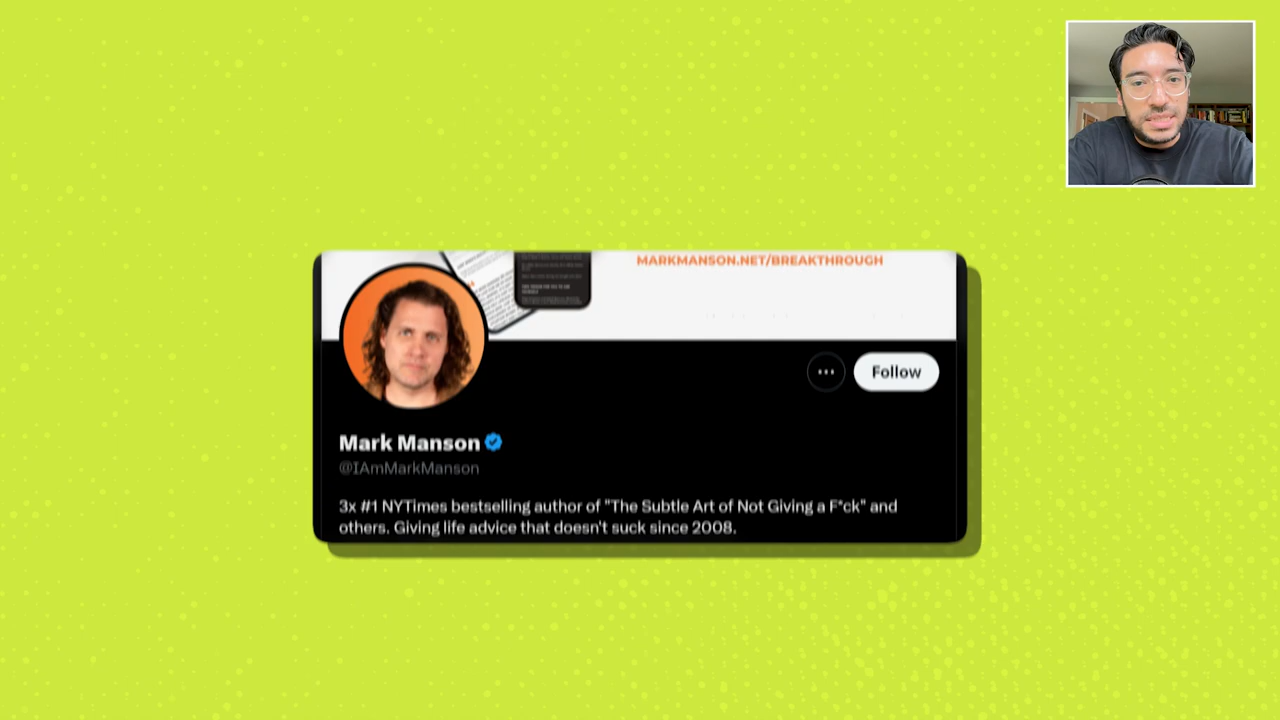 MARKMANSON.NET/BREAKTHROUGH
Follow
Mark Manson
@IAmMarkManson
3x #1 NYTimes bestselling author of "The Subtle Art of Not Giving a F*ck" and
others. Giving life advice that doesn't suck since 2008.